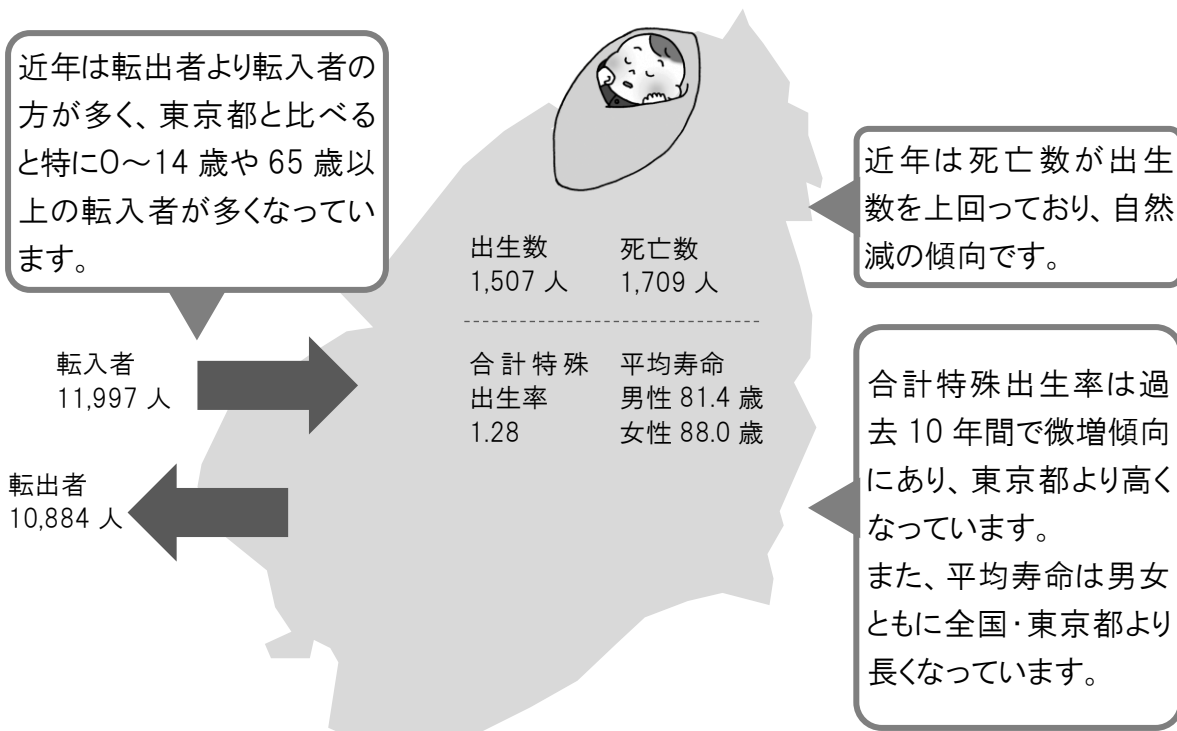 近年は転出者より転入者の
方が多く、東京都と比べる
と特に0～14 歳や 65 歳以
上の転入者が多くなってい
ます。
転入者
11,997 人
転出者
10,884 人
出生数
1,507 人
死亡数
1,709 人
合計特殊
出生率
1.28
平均寿命
男性 81.4 歳
女性 88.0 歳
近年は死亡数が出生
数を上回っており、自然
減の傾向です。
合計特殊出生率は過
去 10 年間で微増傾向
にあり、東京都より高く
なっています。
また、平均寿命は男女
ともに全国・東京都より
長くなっています。